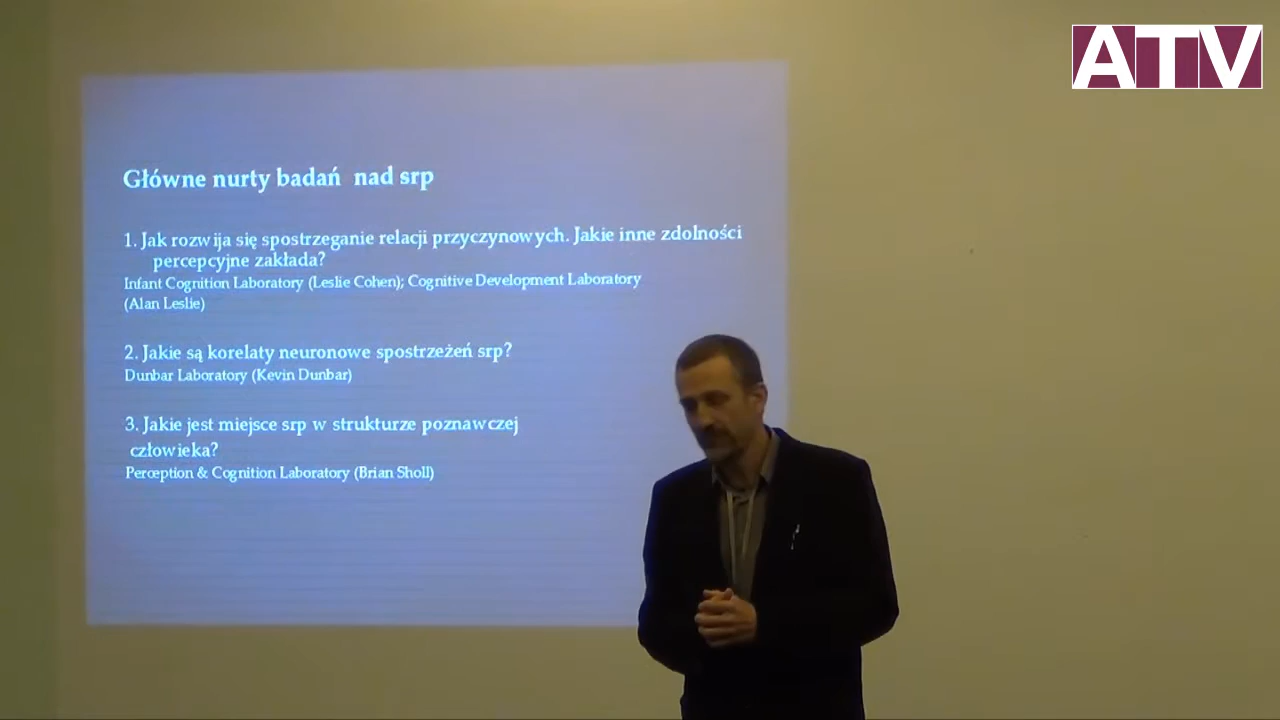 ATV
Główne nurty badań nad srp
1. Jak rozwija się spostrzeganie relacji przyczynowych. Jakie inne zdolności
percepcyjne zakłada?
Infant Cognition Laboratory (Leslie Cohen); Cognitive Development Laboratory
(Alan Leslie)
2. Jakie są korelaty neuronowe spostrzeżeń srp?
Dunbar Laboratory (Kevin Dunbar)
3. Jakie jest miejsce srp w strukturze poznawczej
człowieka?
Perception & Cognition Laboratory (Brian Sholl)